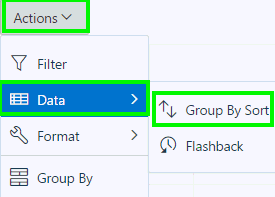 Actions
Filter
Data
Group By Sort
Flashback
Format
Group By